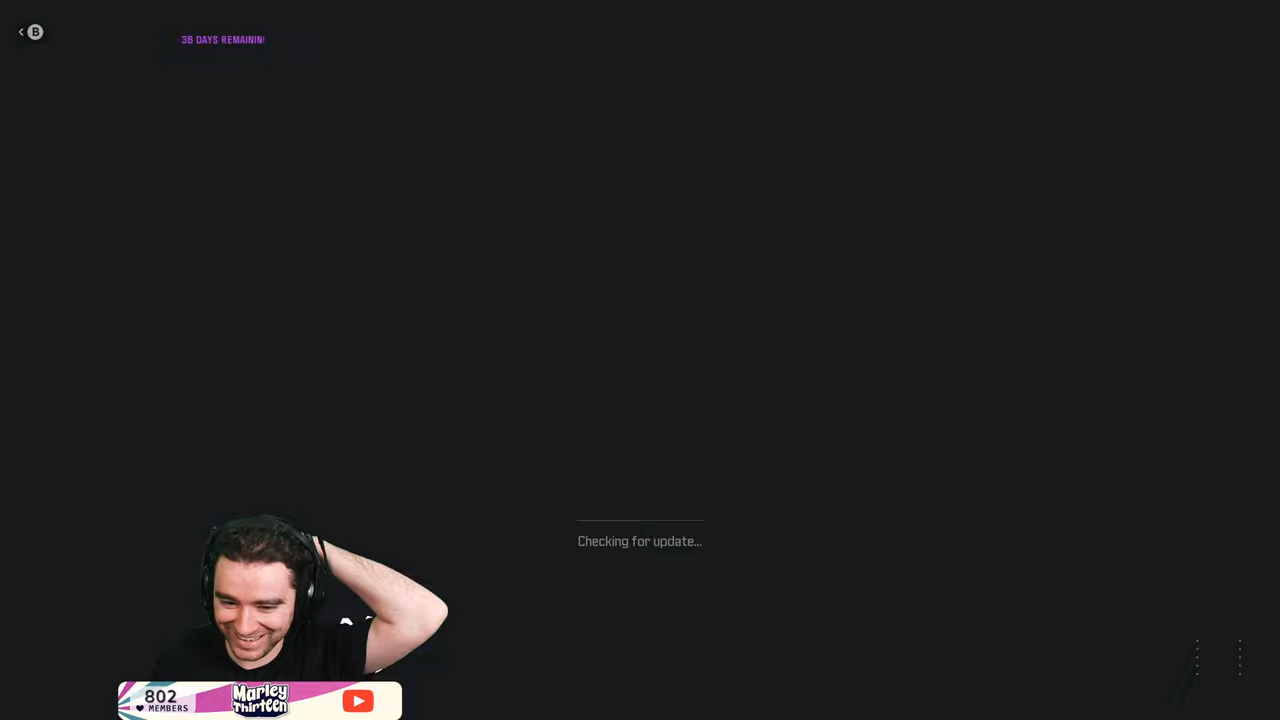 B
36 DAYS REMAININ
Checking for update...
802
MEMBERS
Marley
Thirteen